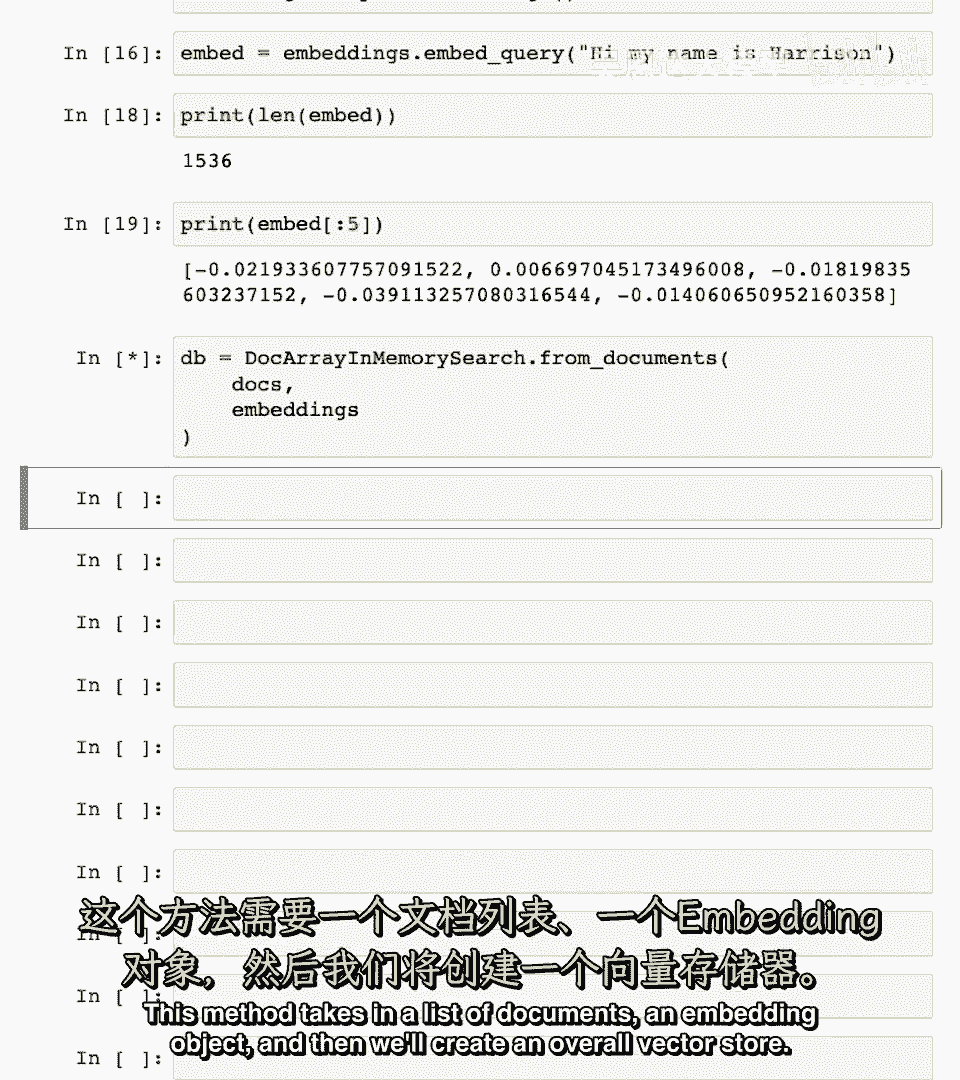 In [16]: embed = embeddings.embed_query("Hi my name is Harrison")
In [18]: print(len(embed))
1536
In [19]: print(embed[:5])
[-0.021933607757091522, 0.006697045173496008, -0.01819835
603237152, -0.039113257080316544, -0.014060650952160358]
In [*]: db = DocArrayInMemorySearch.from_documents(
docs,
embeddings
)
In [ ]:
In [ ]:
In [ ]:
In [ ]:
In [ ]:
In [ ]:
In [ ]:
In [ ]:
这个方法需要一个文档列表、一个Embedding
对象，然后我们将创建一个向量存储器。
In [ ]:
This method takes in a list of documents, an embedding
object, and then we'll create an overall vector store.
In [ ]: